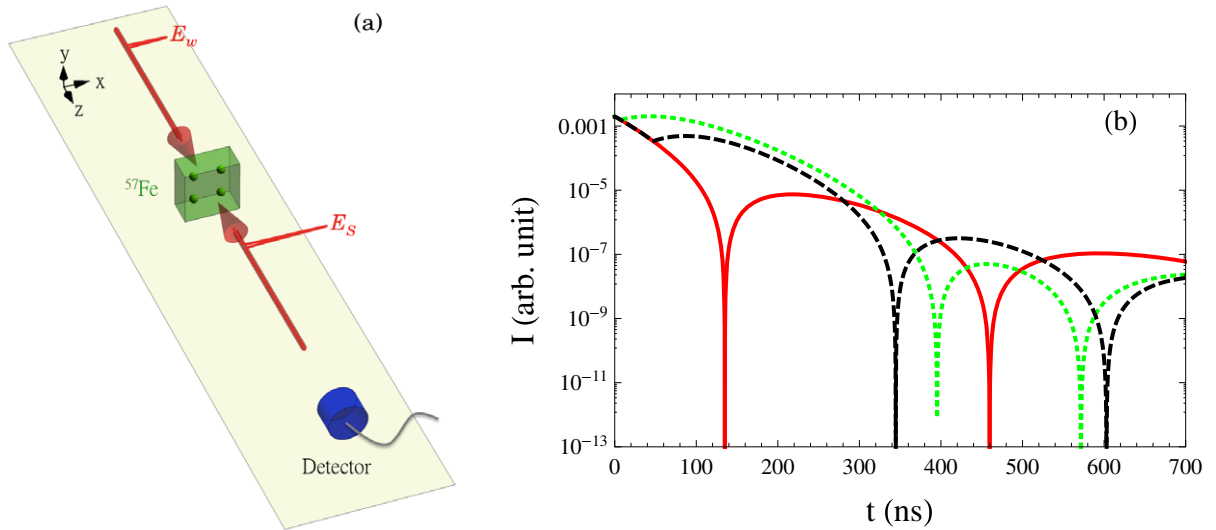 (a)
E_w
y
x
z
⁵⁷Fe
E_S
Detector
(b)
I (arb. unit)
0.001
10⁻⁵
10⁻⁷
10⁻⁹
10⁻¹¹
10⁻¹³
0 100 200 300 400 500 600 700
t (ns)